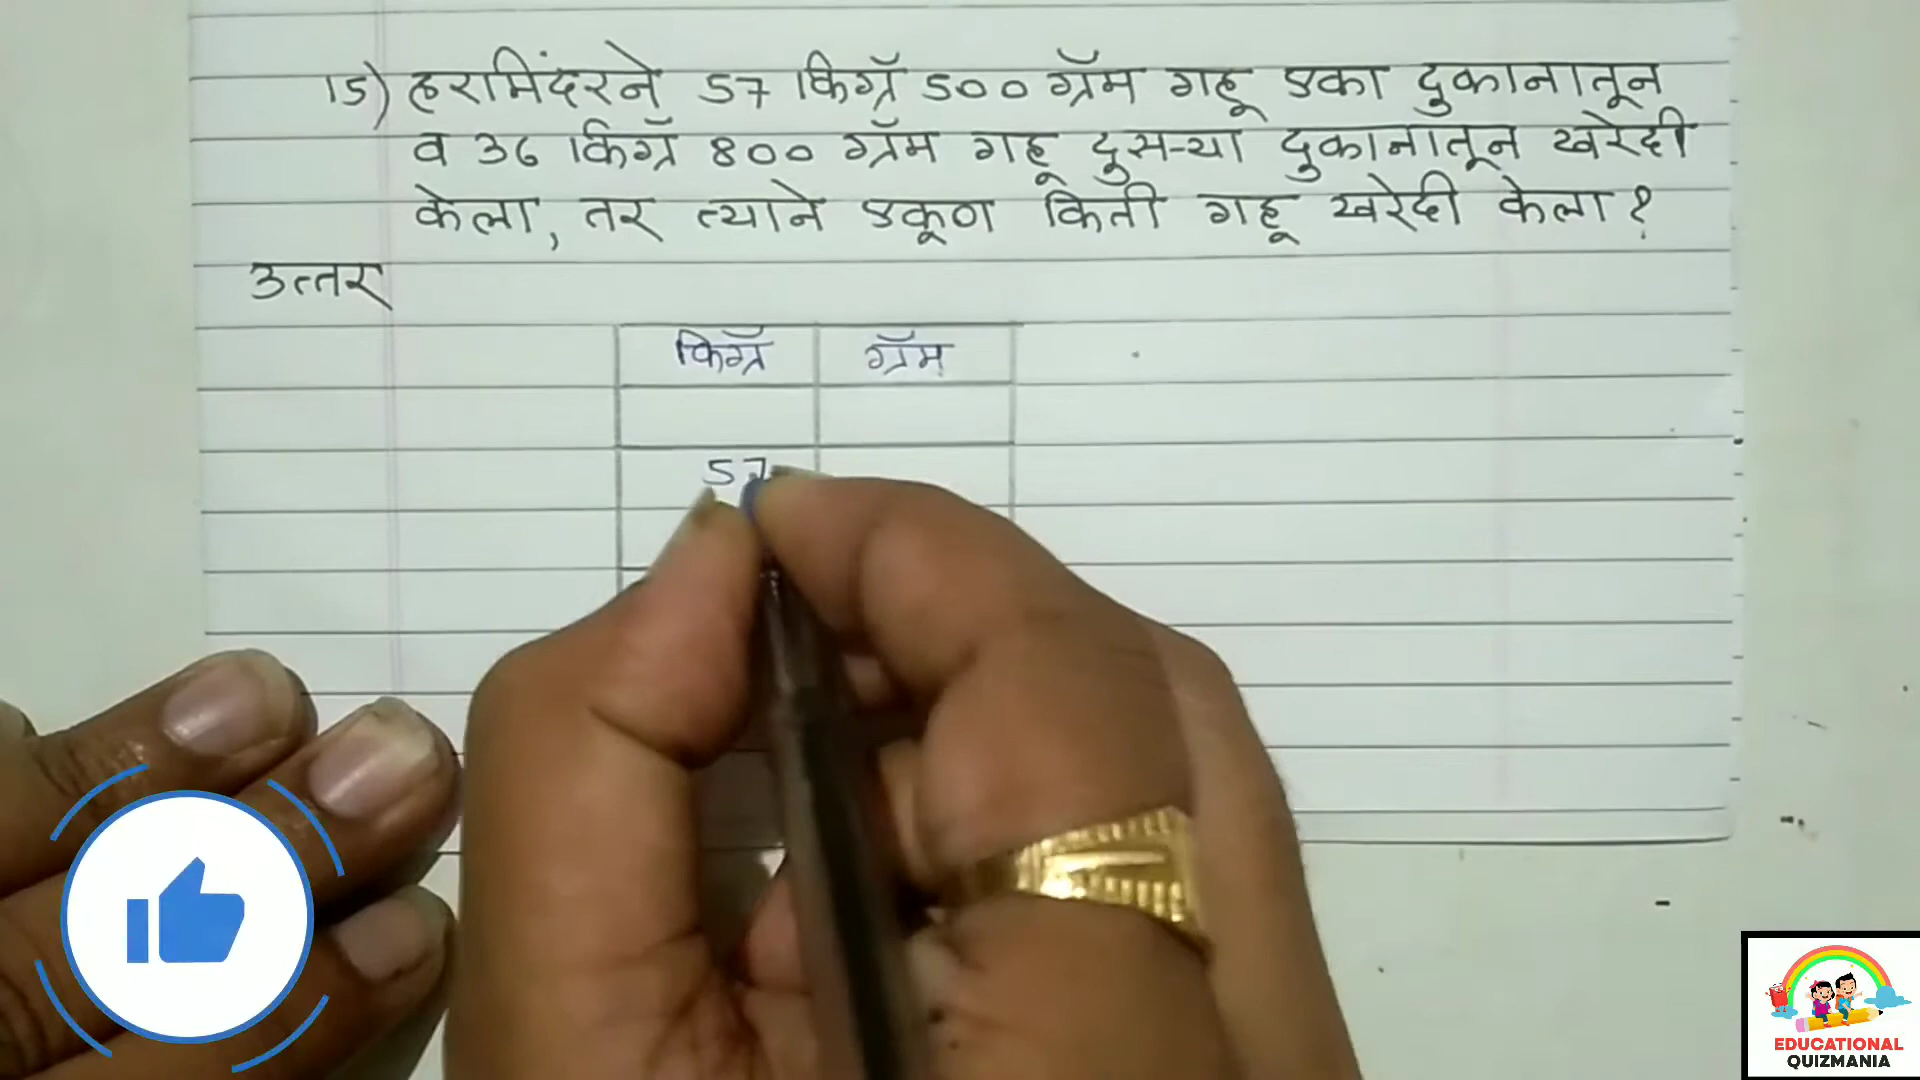 15) हरमिंदरने 57 किग्रॅ 500 ग्रॅम गहू एका दुकानातून
व 36 किग्रॅ 800 ग्रॅम गहू दुसऱ्या दुकानातून खरेदी
केला, तर त्याने एकूण किती गहू खरेदी केला?
उत्तर
किग्रॅ ग्रॅम
57
EDUCATIONAL
QUIZMANIA